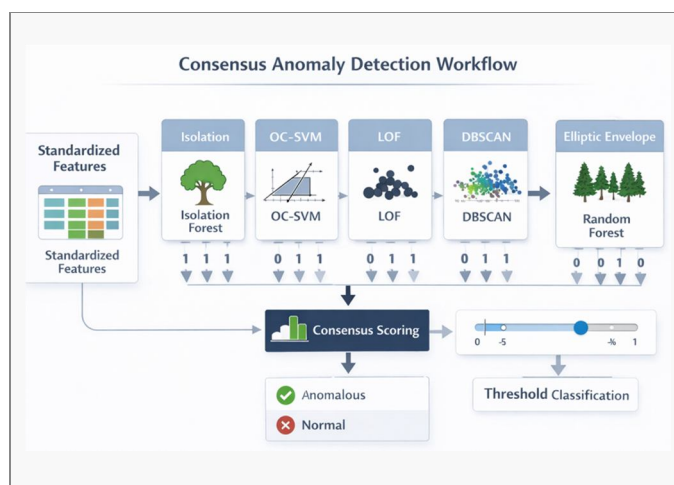 Consensus Anomaly Detection Workflow
Standardized
Features
Standardized
Features
Isolation
Isolation
Forest
OC-SVM
OC-SVM
LOF
LOF
DBSCAN
DBSCAN
Elliptic Envelope
Random
Forest
1 1 1
0 1 1
0 1 1
0 1 1
0 0 1 0
Consensus Scoring
0 -5 -⅘ 1
Anomalous
Normal
Threshold Classification